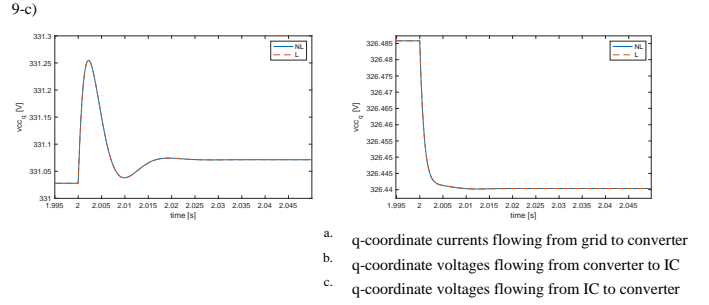 9-c)
331.3
331.25
331.2
331.15
331.1
331.05
331
vcc_q [V]
1.995 2 2.005 2.01 2.015 2.02 2.025 2.03 2.035 2.04 2.045
time [s]
NL
L
326.485
326.48
326.475
326.47
326.465
326.46
326.455
326.45
326.445
326.44
vcc_q [V]
1.995 2 2.005 2.01 2.015 2.02 2.025 2.03 2.035 2.04 2.045
time [s]
NL
L
a. q-coordinate currents flowing from grid to converter
b. q-coordinate voltages flowing from converter to IC
c. q-coordinate voltages flowing from IC to converter